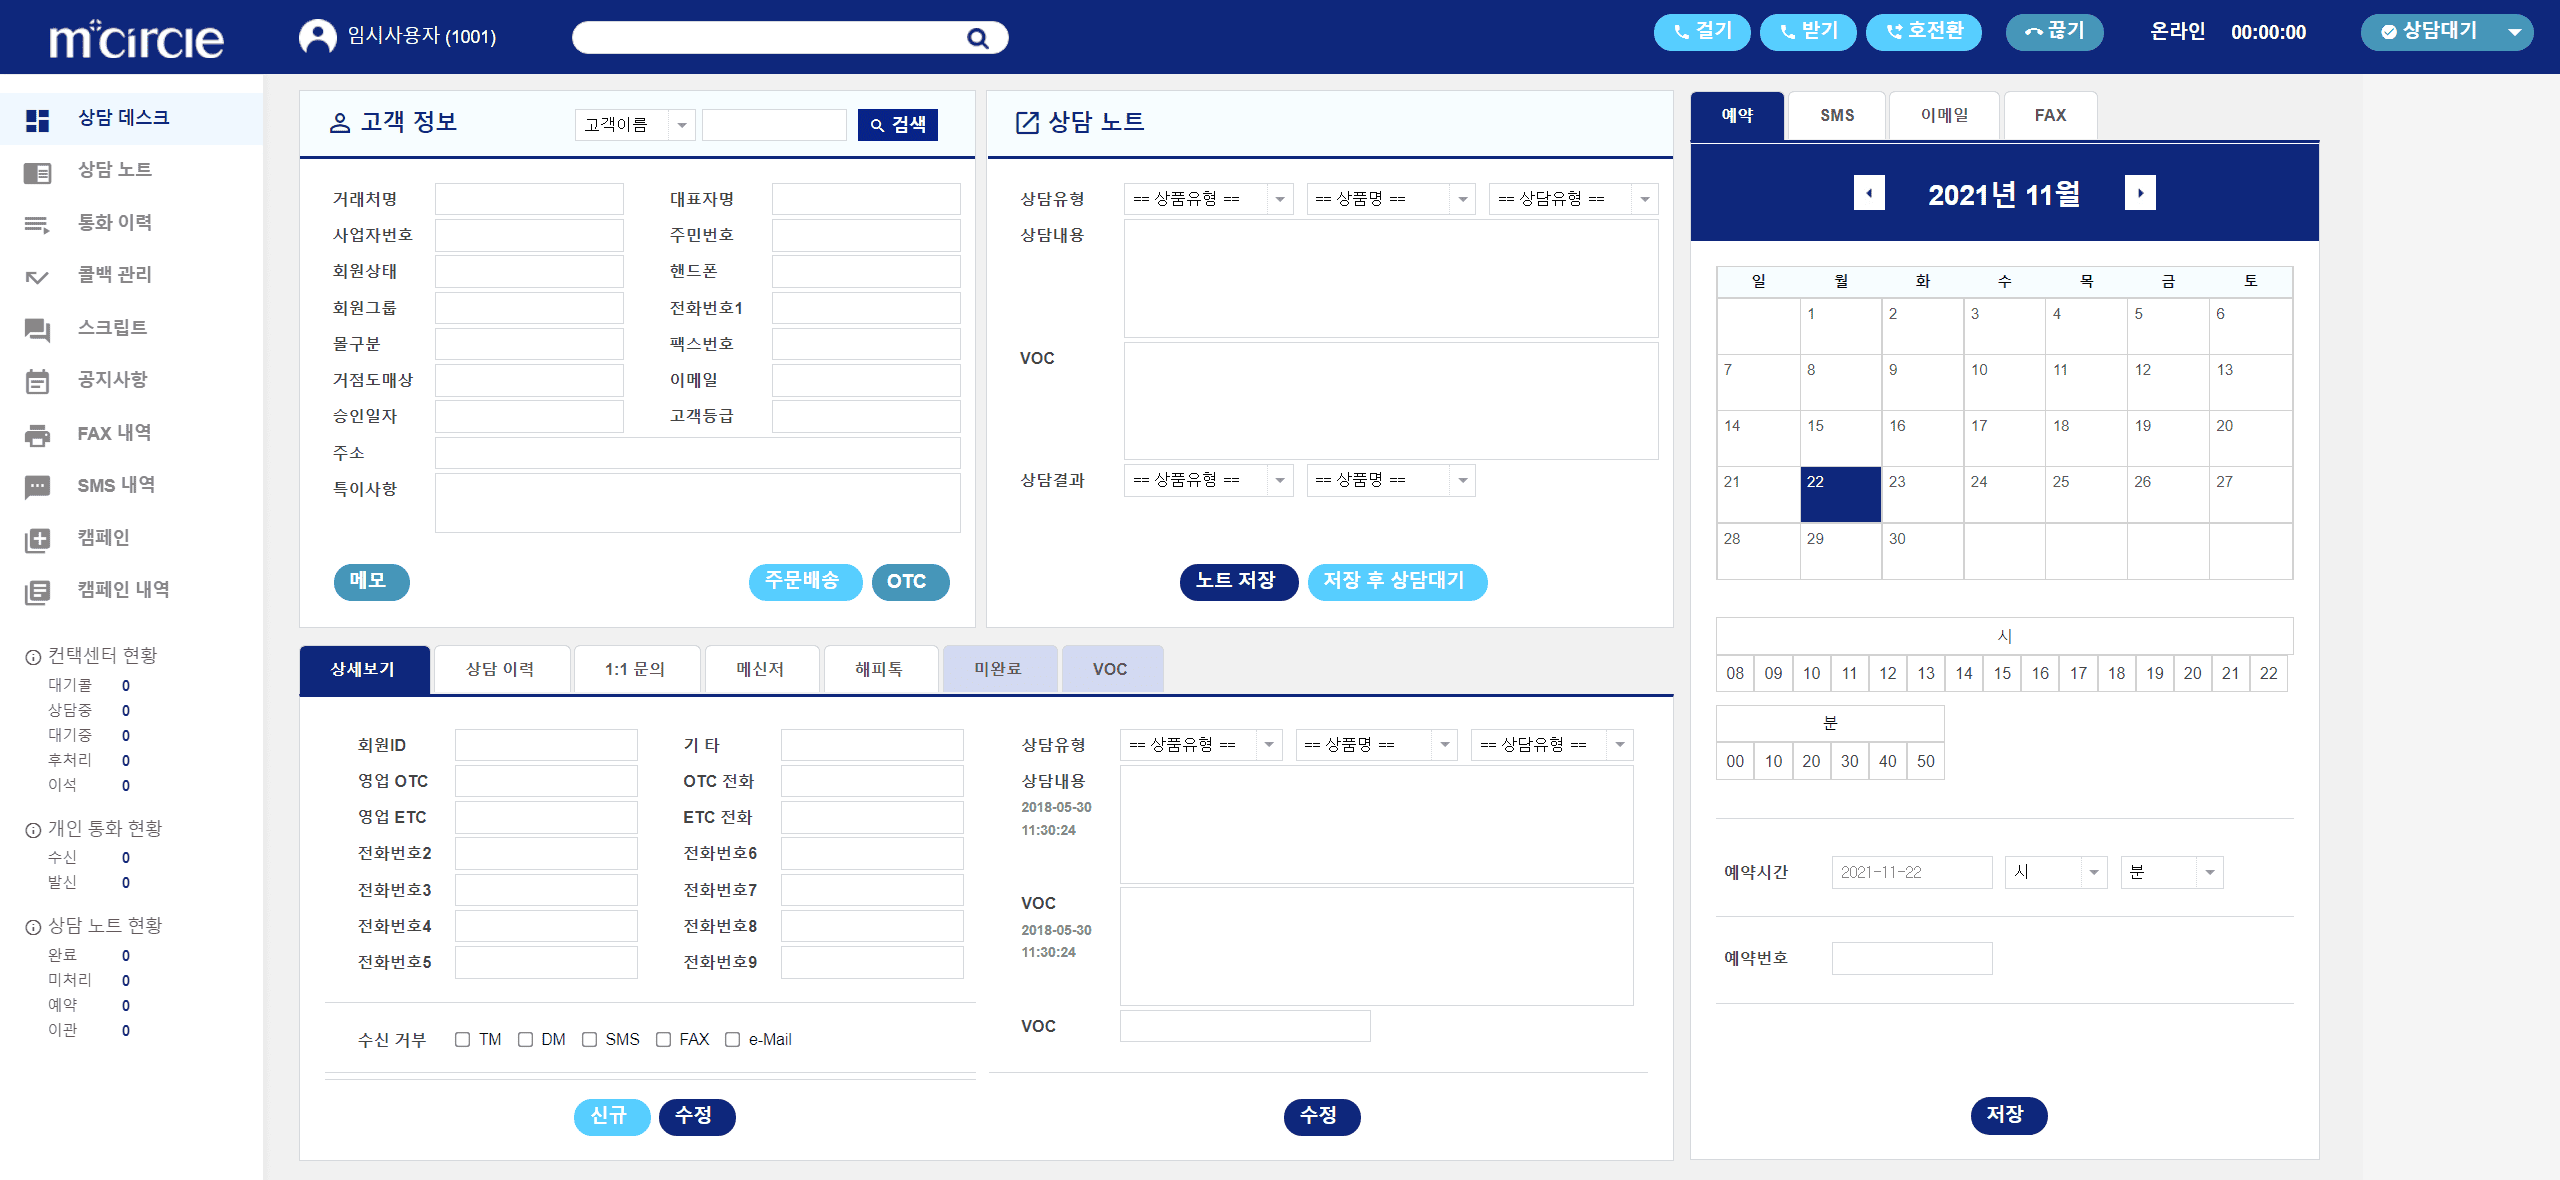 m°circle
임시사용자 (1001)
걸기
받기
호전환
끊기
온라인
00:00:00
상담대기
상담 데스크
상담 노트
통화 이력
콜백 관리
스크립트
공지사항
FAX 내역
SMS 내역
캠페인
캠페인 내역
컨택센터 현황
대기콜 0
상담중 0
대기중 0
후처리 0
이석 0
개인 통화 현황
수신 0
발신 0
상담 노트 현황
완료 0
미처리 0
예약 0
이관 0
고객 정보
고객이름
검색
거래처명 대표자명
사업자번호 주민번호
회원상태 핸드폰
회원그룹 전화번호1
몰구분 팩스번호
거점도매상 이메일
승인일자 고객등급
주소
특이사항
메모 주문배송 OTC
상담 노트
상담유형 == 상품유형 == == 상품명 == == 상담유형 ==
상담내용
VOC
상담결과 == 상품유형 == == 상품명 ==
노트 저장 저장 후 상담대기
상세보기 상담 이력 1:1 문의 메신저 해피톡 미완료 VOC
회원ID 기 타
영업 OTC OTC 전화
영업 ETC ETC 전화
전화번호2 전화번호6
전화번호3 전화번호7
전화번호4 전화번호8
전화번호5 전화번호9
수신 거부 TM DM SMS FAX e-Mail
신규 수정
상담유형 == 상품유형 == == 상품명 == == 상담유형 ==
상담내용
2018-05-30
11:30:24
VOC
2018-05-30
11:30:24
VOC
수정
예약 SMS 이메일 FAX
2021년 11월
일 월 화 수 목 금 토
1 2 3 4 5 6
7 8 9 10 11 12 13
14 15 16 17 18 19 20
21 22 23 24 25 26 27
28 29 30
시
08 09 10 11 12 13 14 15 16 17 18 19 20 21 22
분
00 10 20 30 40 50
예약시간 2021-11-22 시 분
예약번호
저장